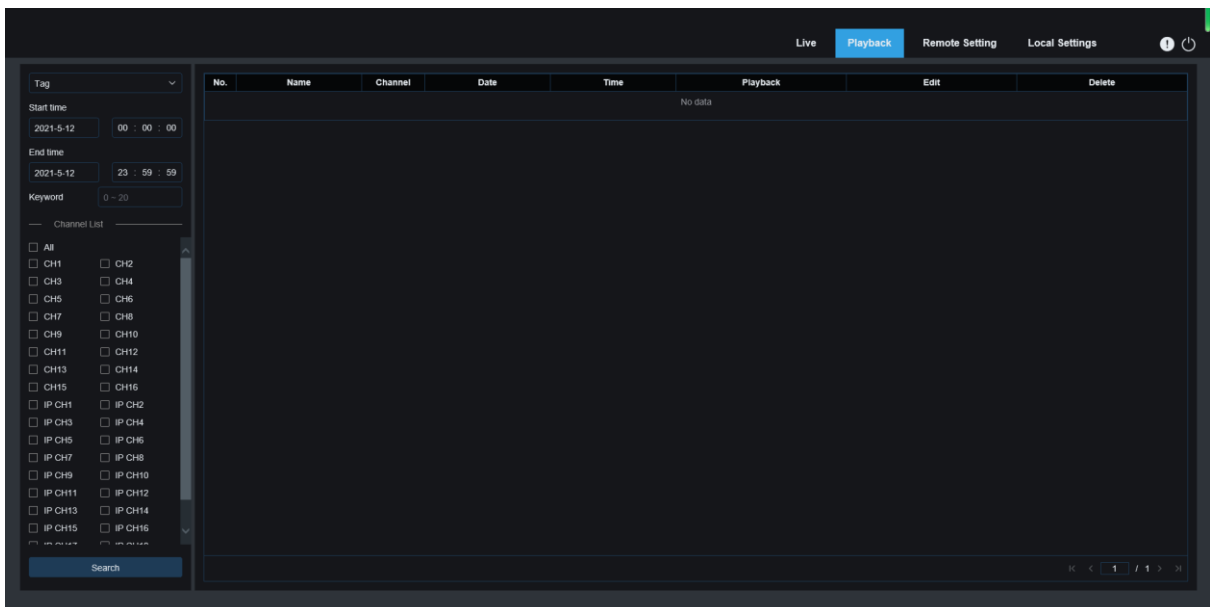 Live Playback Remote Setting Local Settings
Tag
Start time
2021-5-12 00 : 00 : 00
End time
2021-5-12 23 : 59 : 59
Keyword 0 ~ 20
Channel List
All
CH1 CH2
CH3 CH4
CH5 CH6
CH7 CH8
CH9 CH10
CH11 CH12
CH13 CH14
CH15 CH16
IP CH1 IP CH2
IP CH3 IP CH4
IP CH5 IP CH6
IP CH7 IP CH8
IP CH9 IP CH10
IP CH11 IP CH12
IP CH13 IP CH14
IP CH15 IP CH16
Search
No. Name Channel Date Time Playback Edit Delete
No data
1 / 1